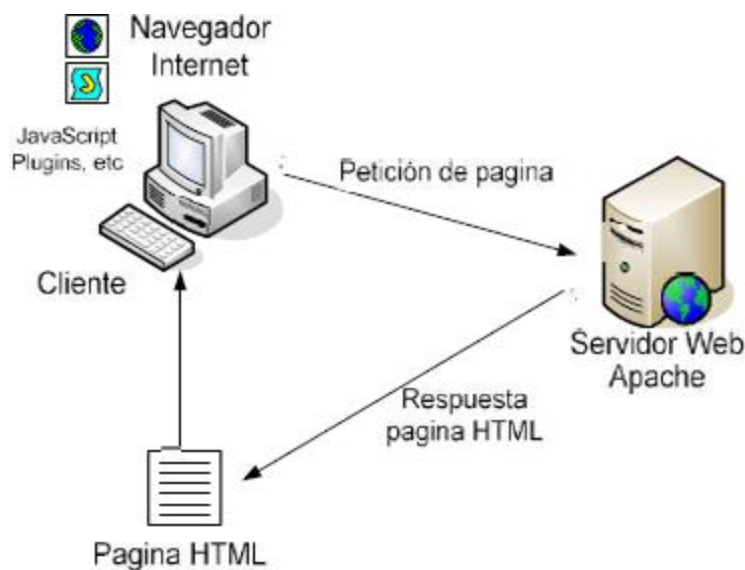 Navegador
Internet
JavaScript
Plugins, etc
Petición de pagina
Cliente
Servidor Web
Apache
Respuesta
pagina HTML
Pagina HTML